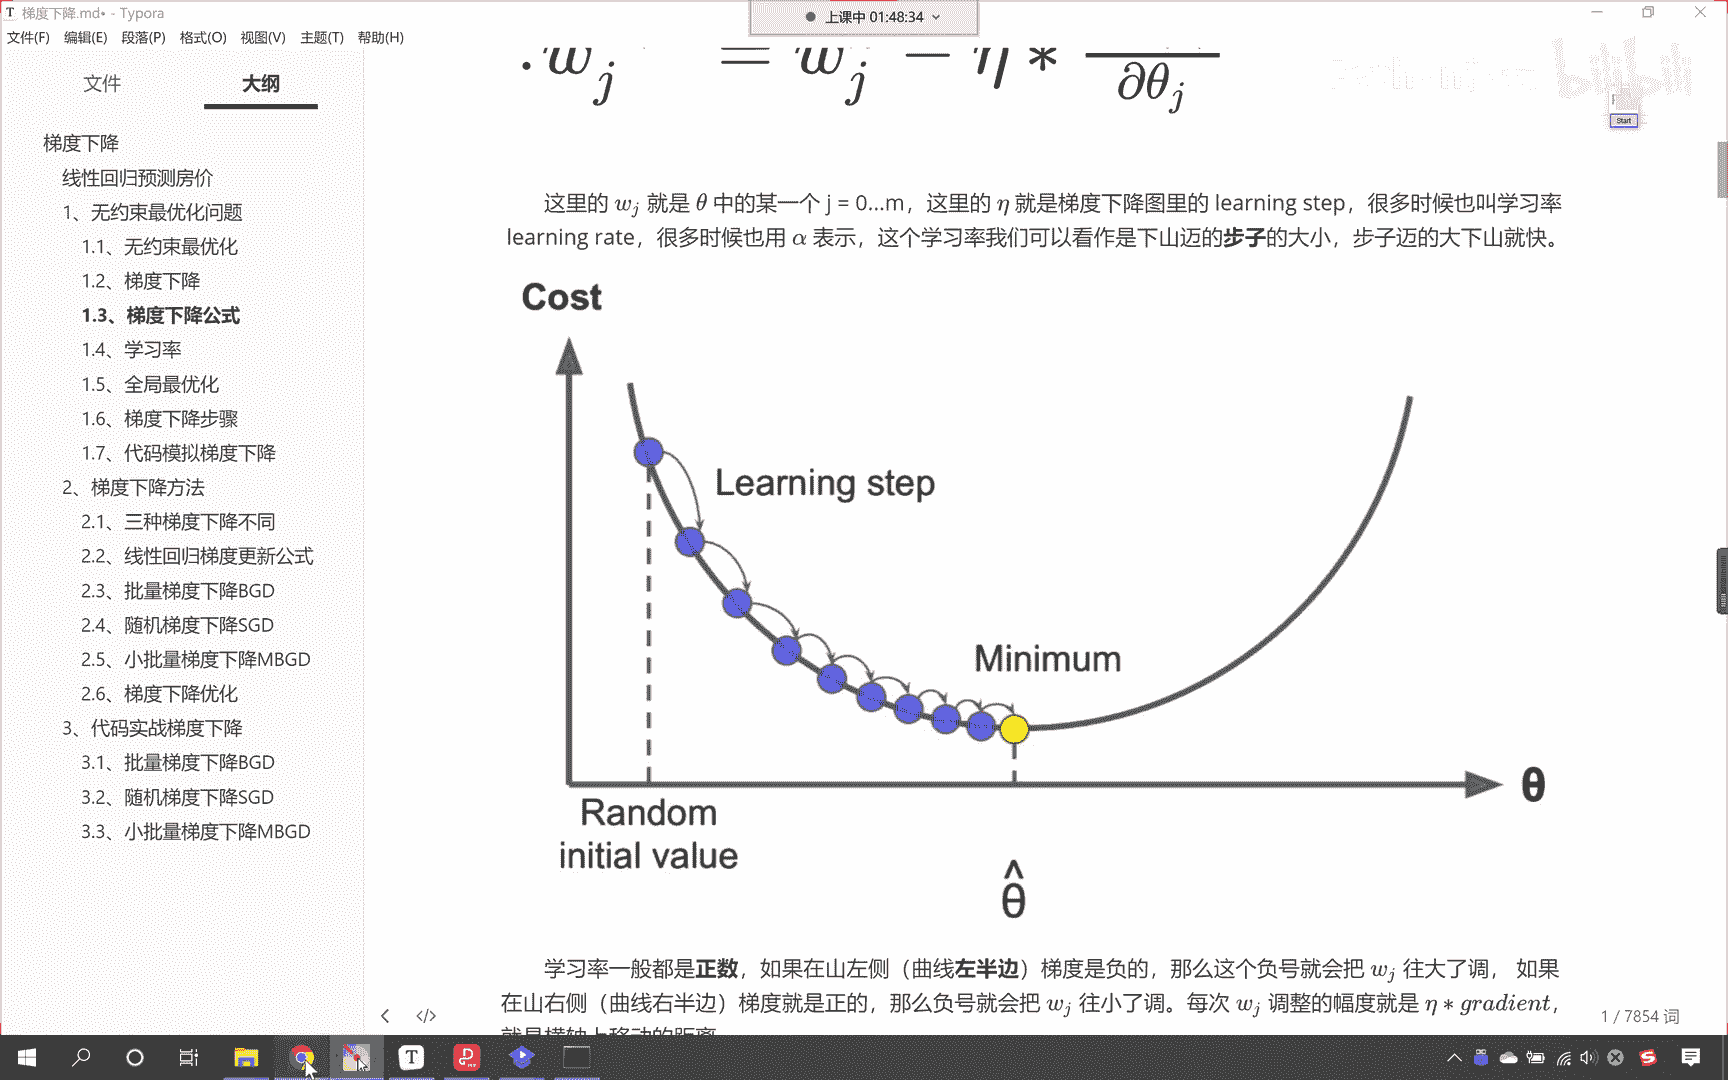 梯度下降.md• - Typora
上课中 01:48:34
文件(F) 编辑(E) 段落(P) 格式(O) 视图(V) 主题(T) 帮助(H)
文件 大纲
梯度下降
线性回归预测房价
1、无约束最优化问题
1.1、无约束最优化
1.2、梯度下降
1.3、梯度下降公式
1.4、学习率
1.5、全局最优化
1.6、梯度下降步骤
1.7、代码模拟梯度下降
2、梯度下降方法
2.1、三种梯度下降不同
2.2、线性回归梯度更新公式
2.3、批量梯度下降BGD
2.4、随机梯度下降SGD
2.5、小批量梯度下降MBGD
2.6、梯度下降优化
3、代码实战梯度下降
3.1、批量梯度下降BGD
3.2、随机梯度下降SGD
3.3、小批量梯度下降MBGD
.w_j = w_j − η * ∂θ_j
bilibili
Start
这里的 w_j 就是 θ 中的某一个 j = 0...m，这里的 η 就是梯度下降图里的 learning step，很多时候也叫学习率
learning rate，很多时候也用 α 表示，这个学习率我们可以看作是下山迈的步子的大小，步子迈的大下山就快。
Cost
Learning step
Minimum
θ
Random
initial value
θ̂
学习率一般都是正数，如果在山左侧（曲线左半边）梯度是负的，那么这个负号就会把 w_j 往大了调， 如果
在山右侧（曲线右半边）梯度就是正的，那么负号就会把 w_j 往小了调。每次 w_j 调整的幅度就是 η * gradient，
就是横轴上移动的距离
1 / 7854 词